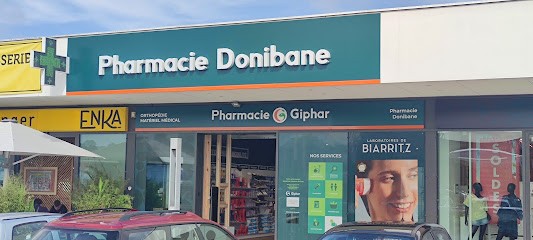 SERIE
Pharmacie Donibane
nger
ENKA
ORTHOPÉDIE
MATÉRIEL MÉDICAL
Pharmacie Giphar
Pharmacie
Donibane
NOS SERVICES
LABORATOIRES DE
BIARRITZ
SOLDES